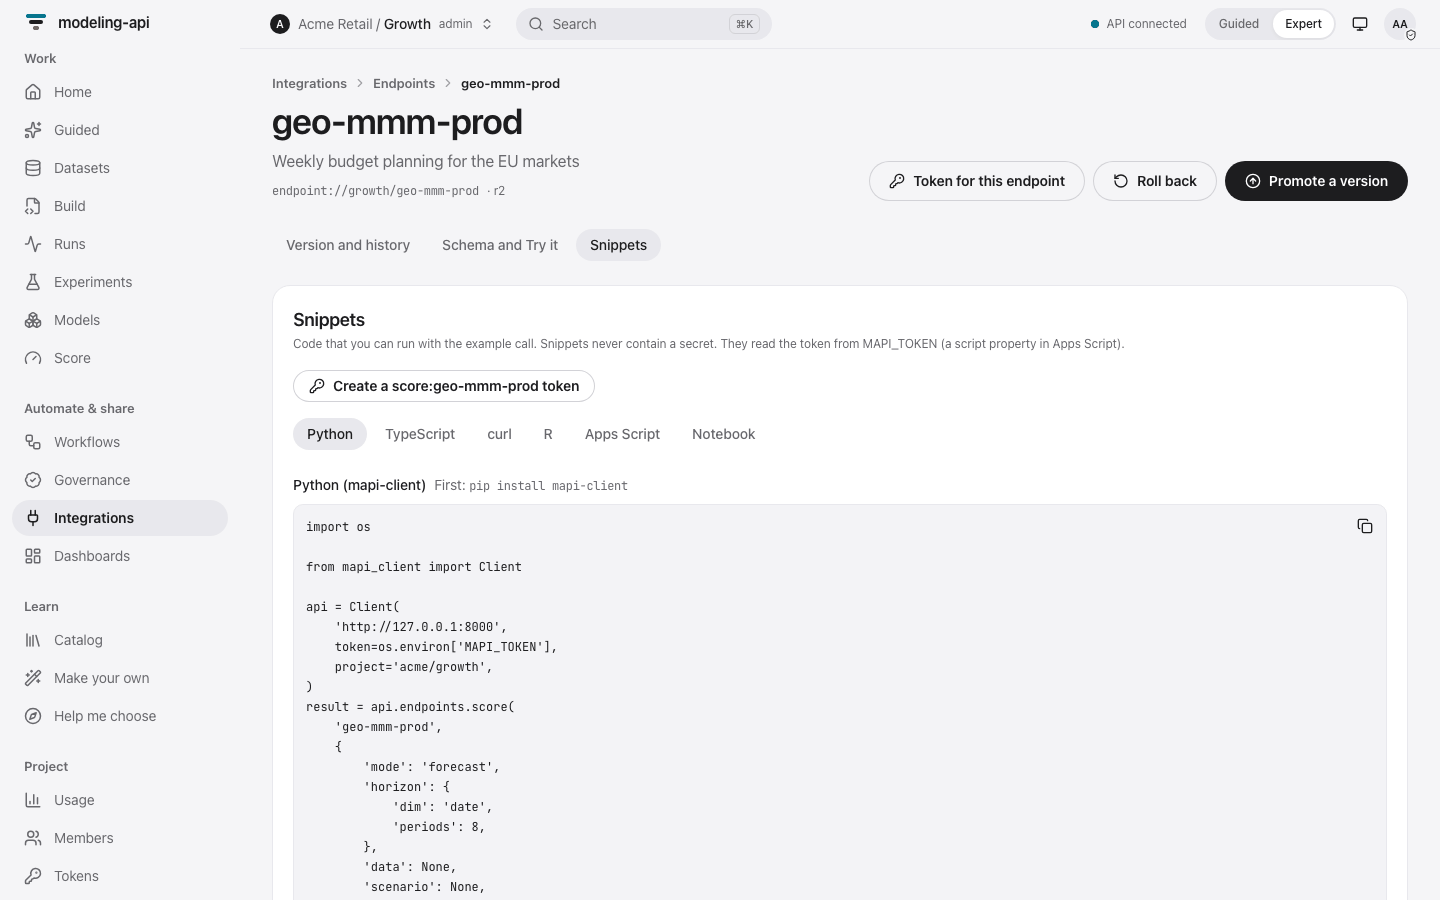 modeling-api
A Acme Retail / Growth admin
Search ⌘K
API connected
Guided Expert
AA
Work
Home
Guided
Datasets
Build
Runs
Experiments
Models
Score
Automate & share
Workflows
Governance
Integrations
Dashboards
Learn
Catalog
Make your own
Help me choose
Project
Usage
Members
Tokens
Integrations > Endpoints > geo-mmm-prod
geo-mmm-prod
Weekly budget planning for the EU markets
endpoint://growth/geo-mmm-prod · r2
Token for this endpoint
Roll back
Promote a version
Version and history Schema and Try it Snippets
Snippets
Code that you can run with the example call. Snippets never contain a secret. They read the token from MAPI_TOKEN (a script property in Apps Script).
Create a score:geo-mmm-prod token
Python TypeScript curl R Apps Script Notebook
Python (mapi-client) First: pip install mapi-client
import os
from mapi_client import Client
api = Client(
    'http://127.0.0.1:8000',
    token=os.environ['MAPI_TOKEN'],
    project='acme/growth',
)
result = api.endpoints.score(
    'geo-mmm-prod',
    {
        'mode': 'forecast',
        'horizon': {
            'dim': 'date',
            'periods': 8,
        },
        'data': None,
        'scenario': None,